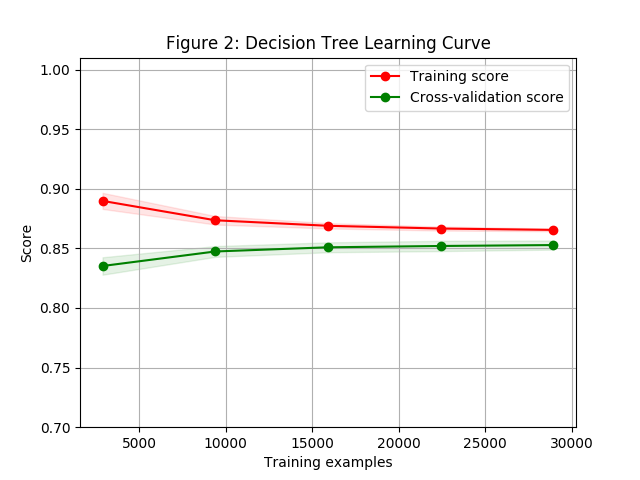 Figure 2: Decision Tree Learning Curve
1.00
Training score
Cross-validation score
0.95
0.90
0.85
0.80
0.75
0.70
Score
5000 10000 15000 20000 25000 30000
Training examples